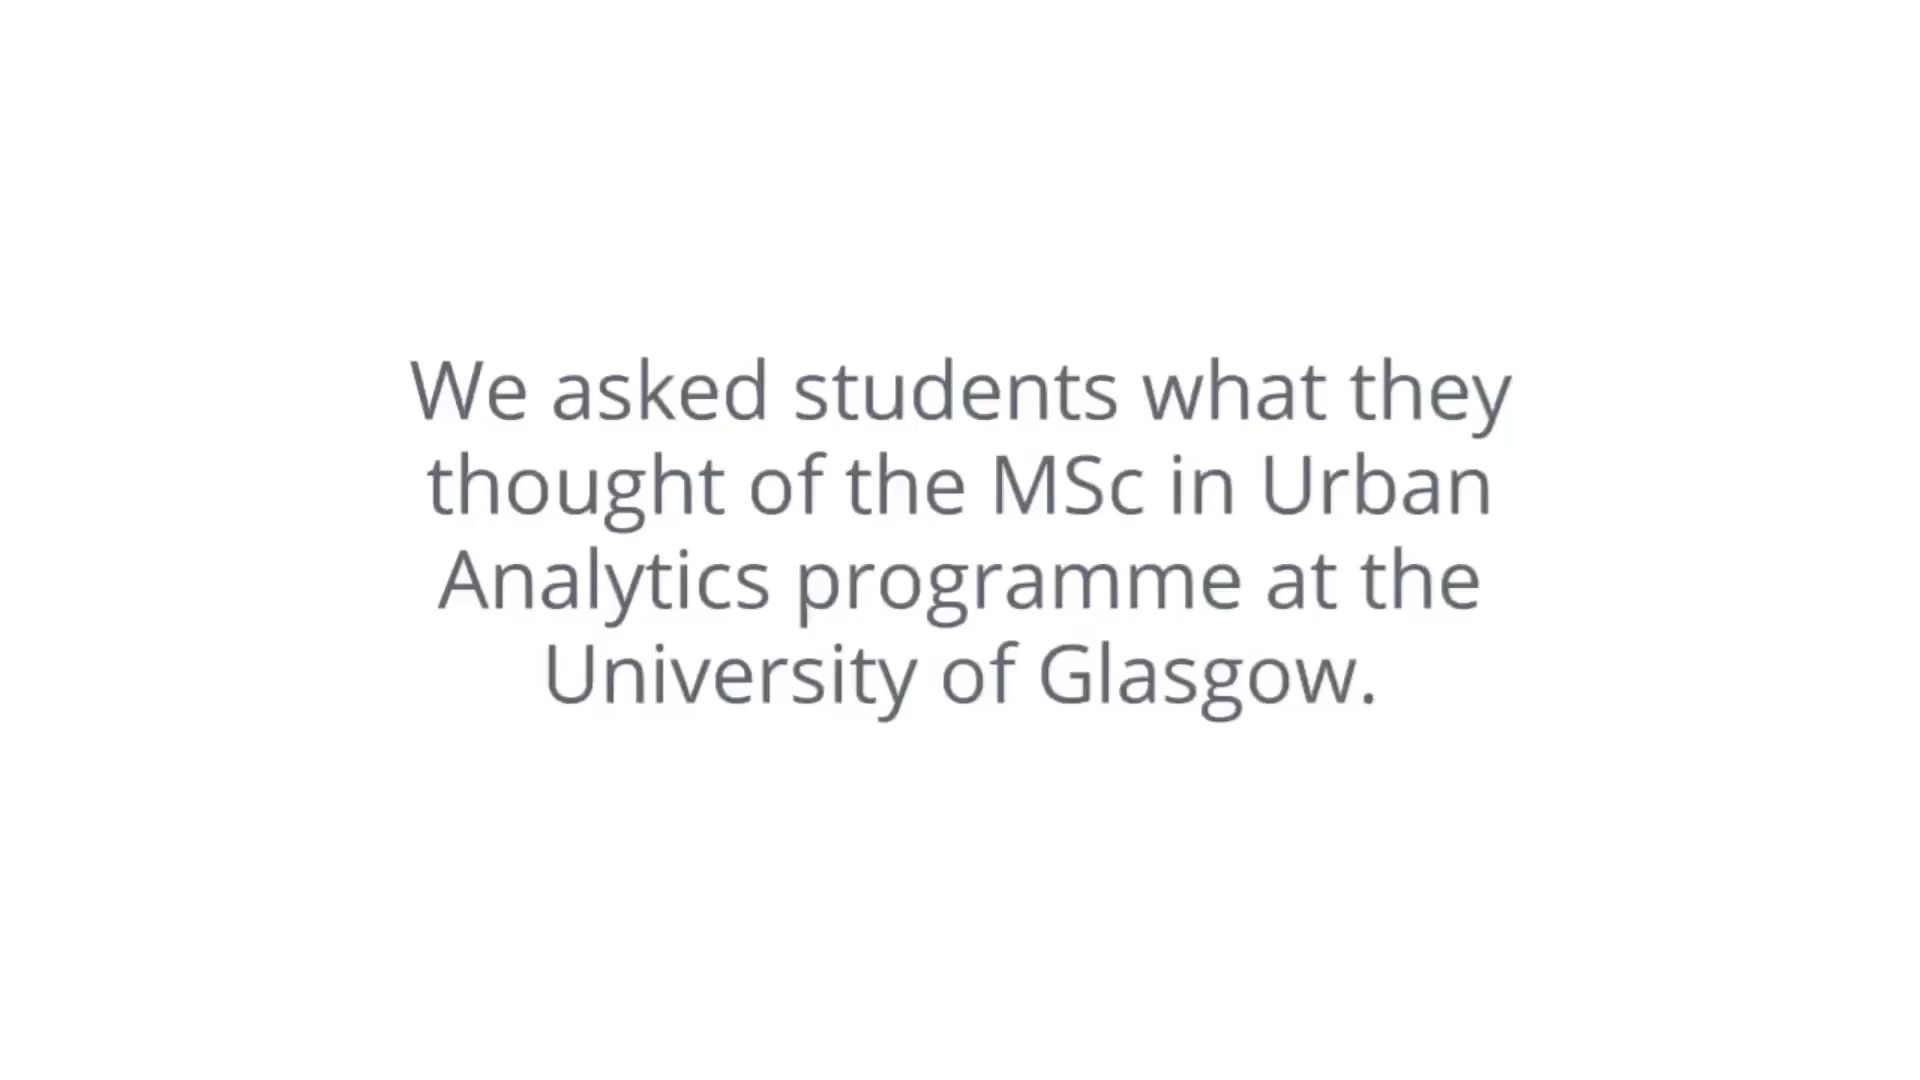 We asked students what they
thought of the MSc in Urban
Analytics programme at the
University of Glasgow.